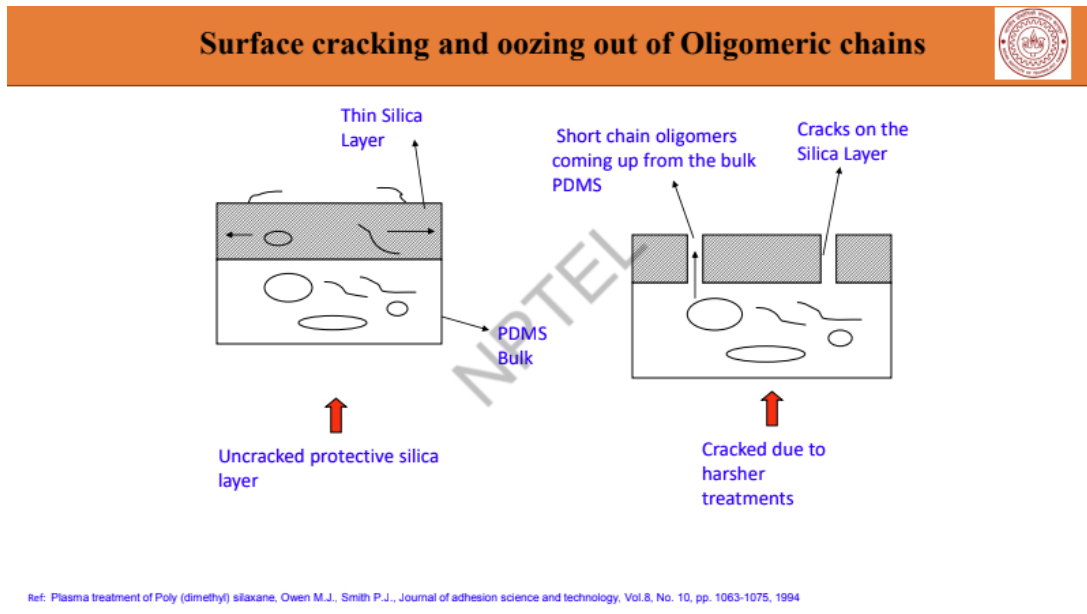 Surface cracking and oozing out of Oligomeric chains
Thin Silica
Layer
Short chain oligomers
coming up from the bulk
PDMS
Cracks on the
Silica Layer
NPTEL
PDMS
Bulk
Uncracked protective silica
layer
Cracked due to
harsher
treatments
Ref: Plasma treatment of Poly (dimethyl) silaxane, Owen M.J., Smith P.J., Journal of adhesion science and technology, Vol.8, No. 10, pp. 1063-1075, 1994